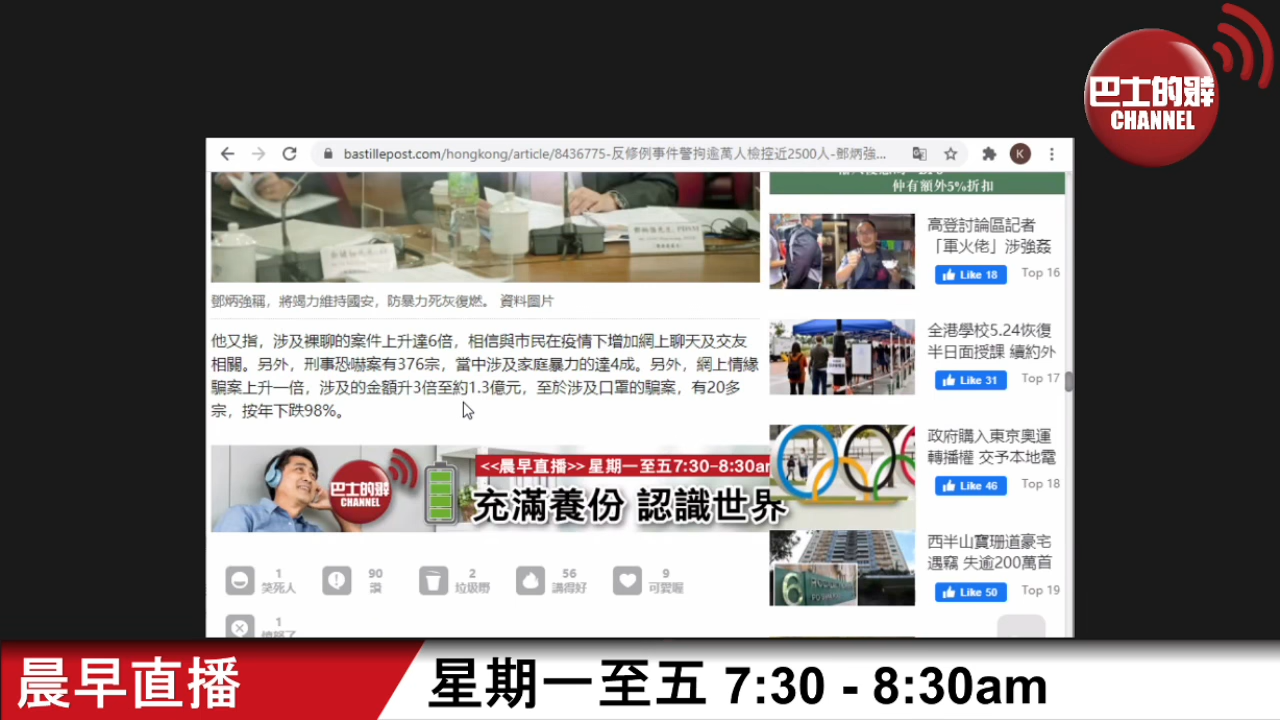 巴士的報
CHANNEL
bastillepost.com/hongkong/article/8436775-反修例事件警拘逾萬人檢控近2500人-鄧炳強...
K
仲有額外5%折扣
高登討論區記者
「軍火佬」涉強姦
Like 18
Top 16
全港學校5.24恢復
半日面授課 續約外
Like 31
Top 17
政府購入東京奧運
轉播權 交予本地電
Like 46
Top 18
西半山寶珊道豪宅
遇竊 失逾200萬首
Like 50
Top 19
6
鄧炳強稱，將竭力維持國安，防暴力死灰復燃。 資料圖片
他又指，涉及裸聊的案件上升達6倍，相信與市民在疫情下增加網上聊天及交友
相關。另外，刑事恐嚇案有376宗，當中涉及家庭暴力的達4成。另外，網上情緣
騙案上升一倍，涉及的金額升3倍至約1.3億元，至於涉及口罩的騙案，有20多
宗，按年下跌98%。
巴士的報
CHANNEL
<<晨早直播>> 星期一至五7:30-8:30am
充滿養份 認識世界
1
笑死人
90
讚
2
垃圾嘢
56
講得好
9
可愛喔
1
晨早直播
星期一至五 7:30 - 8:30am